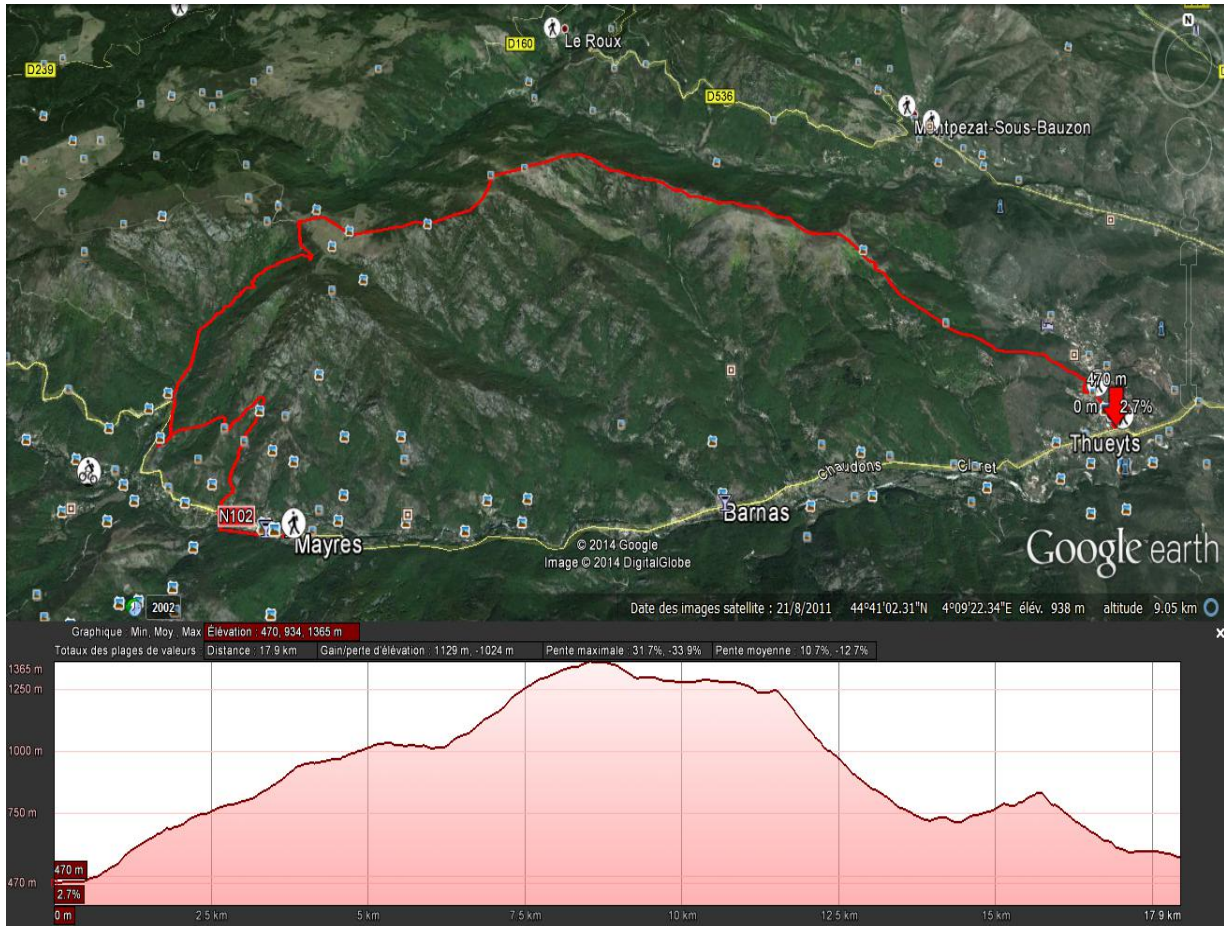 N
D239
D160
Le Roux
D536
Montpezat-Sous-Bauzon
470 m
0 m 2.7%
Thueyts
Chaudons Claret
Barnas
N102
Mayres
© 2014 Google
Image © 2014 DigitalGlobe
Google earth
2002
Date des images satellite : 21/8/2011 44°41'02.31"N 4°09'22.34"E élév. 938 m altitude 9.05 km
Graphique : Min, Moy., Max Élévation : 470, 934, 1365 m
x
Totaux des plages de valeurs : Distance : 17.9 km Gain/perte d'élévation : 1129 m, -1024 m Pente maximale : 31.7%, -33.9% Pente moyenne : 10.7%, -12.7%
1365 m
1250 m
1000 m
750 m
470 m
470 m
2.7%
0 m 2.5 km 5 km 7.5 km 10 km 12.5 km 15 km 17.9 km